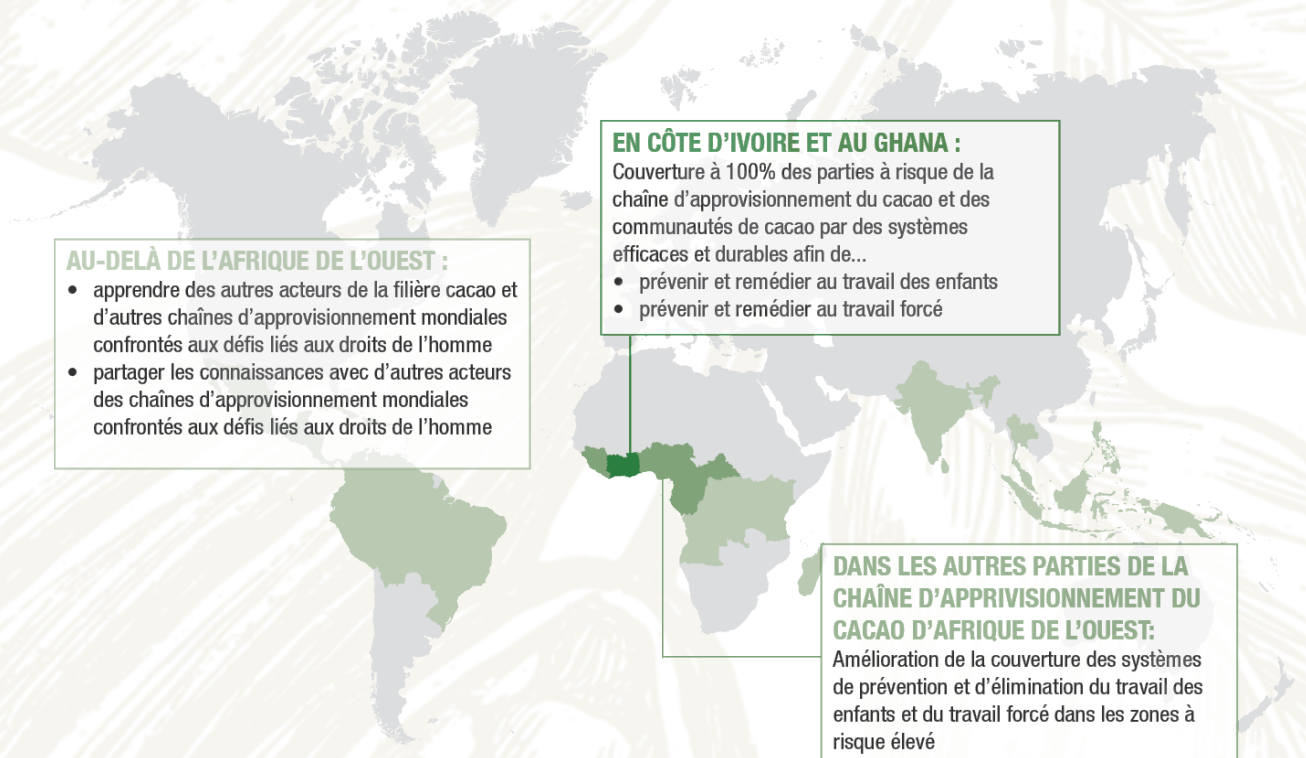 EN CÔTE D'IVOIRE ET AU GHANA :
Couverture à 100% des parties à risque de la
chaîne d'approvisionnement du cacao et des
communautés de cacao par des systèmes
efficaces et durables afin de...
• prévenir et remédier au travail des enfants
• prévenir et remédier au travail forcé
AU-DELÀ DE L'AFRIQUE DE L'OUEST :
• apprendre des autres acteurs de la filière cacao et
d'autres chaînes d'approvisionnement mondiales
confrontés aux défis liés aux droits de l'homme
• partager les connaissances avec d'autres acteurs
des chaînes d'approvisionnement mondiales
confrontés aux défis liés aux droits de l'homme
DANS LES AUTRES PARTIES DE LA
CHAÎNE D'APPRIVISIONNEMENT DU
CACAO D'AFRIQUE DE L'OUEST:
Amélioration de la couverture des systèmes
de prévention et d'élimination du travail des
enfants et du travail forcé dans les zones à
risque élevé